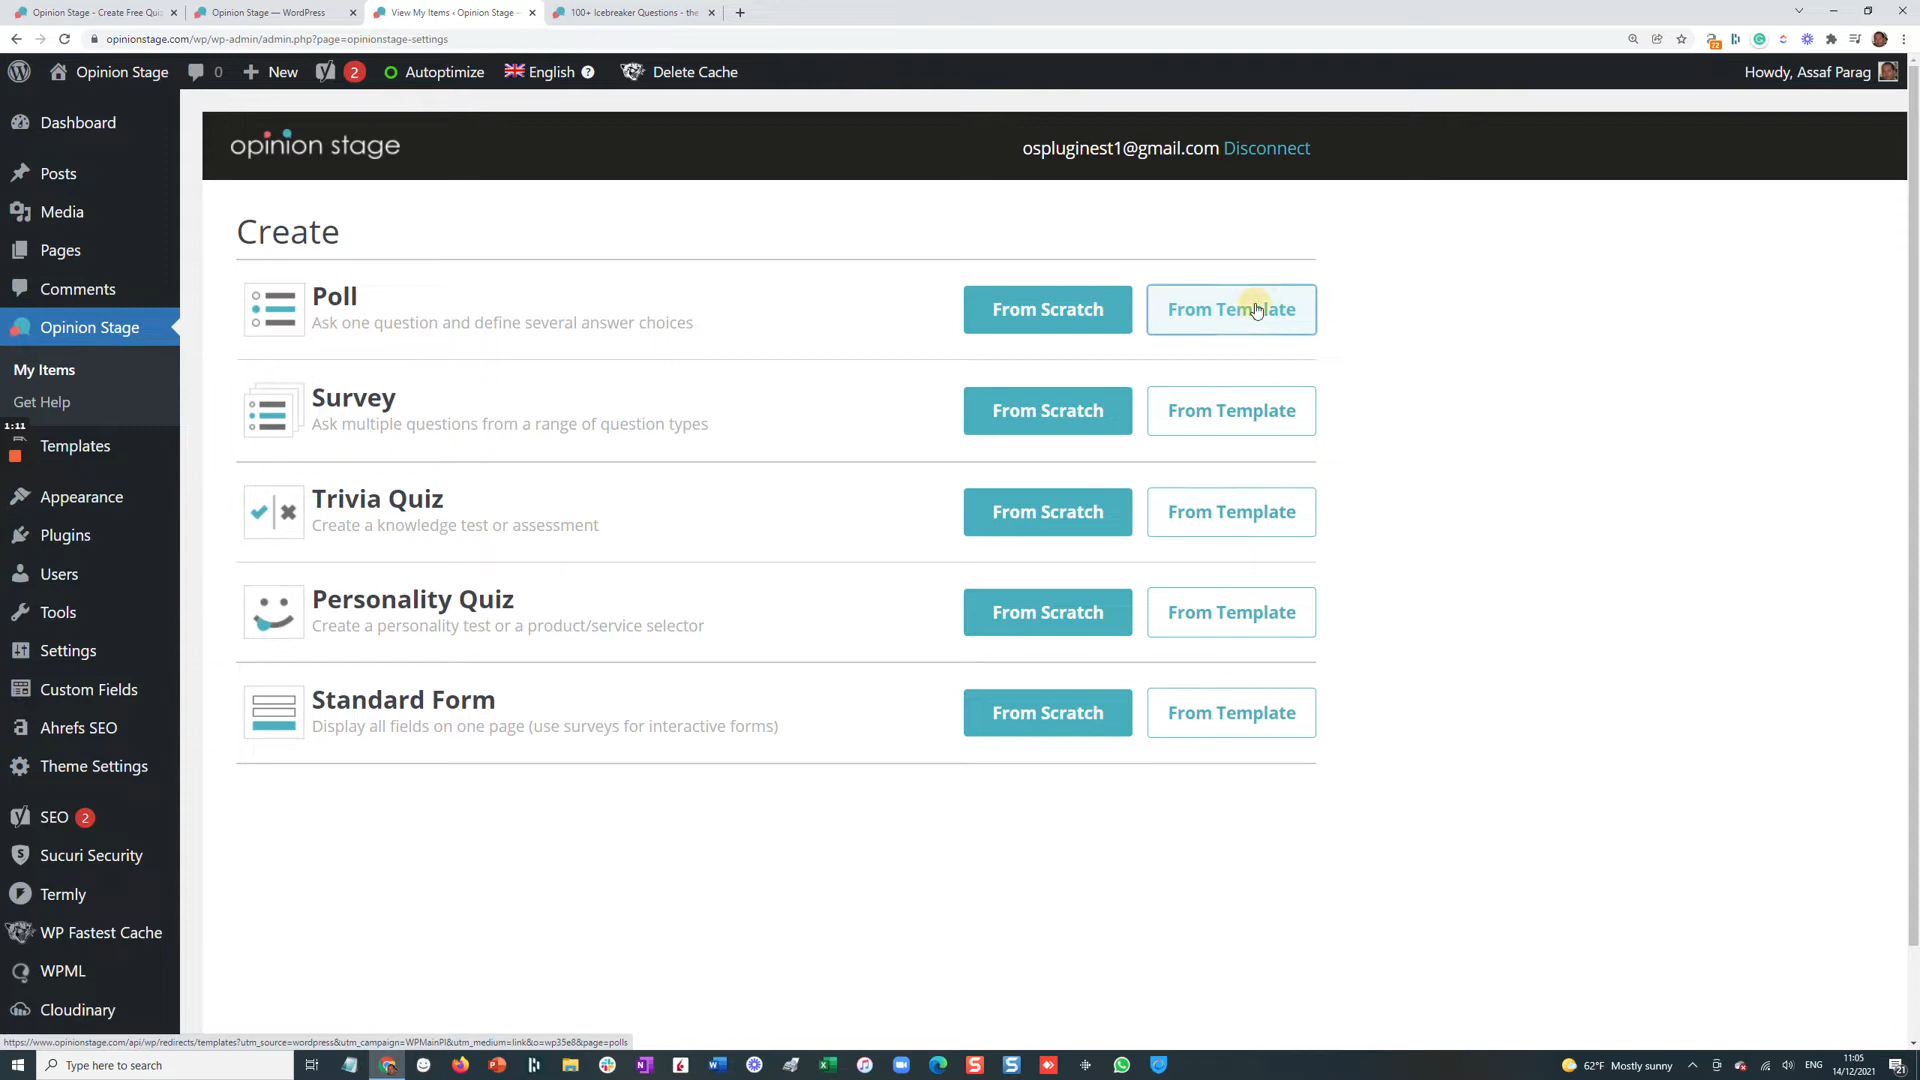 Opinion Stage - Create Free Quiz
Opinion Stage — WordPress
View My Items ‹ Opinion Stage —
100+ Icebreaker Questions - the
opinionstage.com/wp/wp-admin/admin.php?page=opinionstage-settings
72
Opinion Stage
0
New
2
Autoptimize
English
?
Delete Cache
Howdy, Assaf Parag
Dashboard
Posts
Media
Pages
Comments
Opinion Stage
My Items
Get Help
1:11
Templates
Appearance
Plugins
Users
Tools
Settings
Custom Fields
Ahrefs SEO
Theme Settings
SEO 2
Sucuri Security
Termly
WP Fastest Cache
WPML
Cloudinary
opinion stage
ospluginest1@gmail.com Disconnect
Create
Poll
Ask one question and define several answer choices
From Scratch
From Template
Survey
Ask multiple questions from a range of question types
From Scratch
From Template
Trivia Quiz
Create a knowledge test or assessment
From Scratch
From Template
Personality Quiz
Create a personality test or a product/service selector
From Scratch
From Template
Standard Form
Display all fields on one page (use surveys for interactive forms)
From Scratch
From Template
https://www.opinionstage.com/api/wp/redirects/templates?utm_source=wordpress&utm_campaign=WPMainPI&utm_medium=link&o=wp35e8&page=polls
Type here to search
62°F Mostly sunny
ENG
11:05
14/12/2021
21